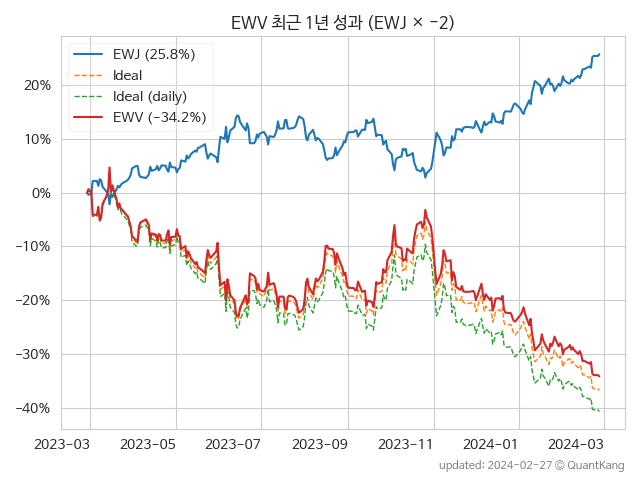 EWV 최근 1년 성과 (EWJ × −2)
EWJ (25.8%)
Ideal
Ideal (daily)
EWV (−34.2%)
20%
10%
0%
−10%
−20%
−30%
−40%
2023−03 2023−05 2023−07 2023−09 2023−11 2024−01 2024−03
updated: 2024−02−27 © QuantKang